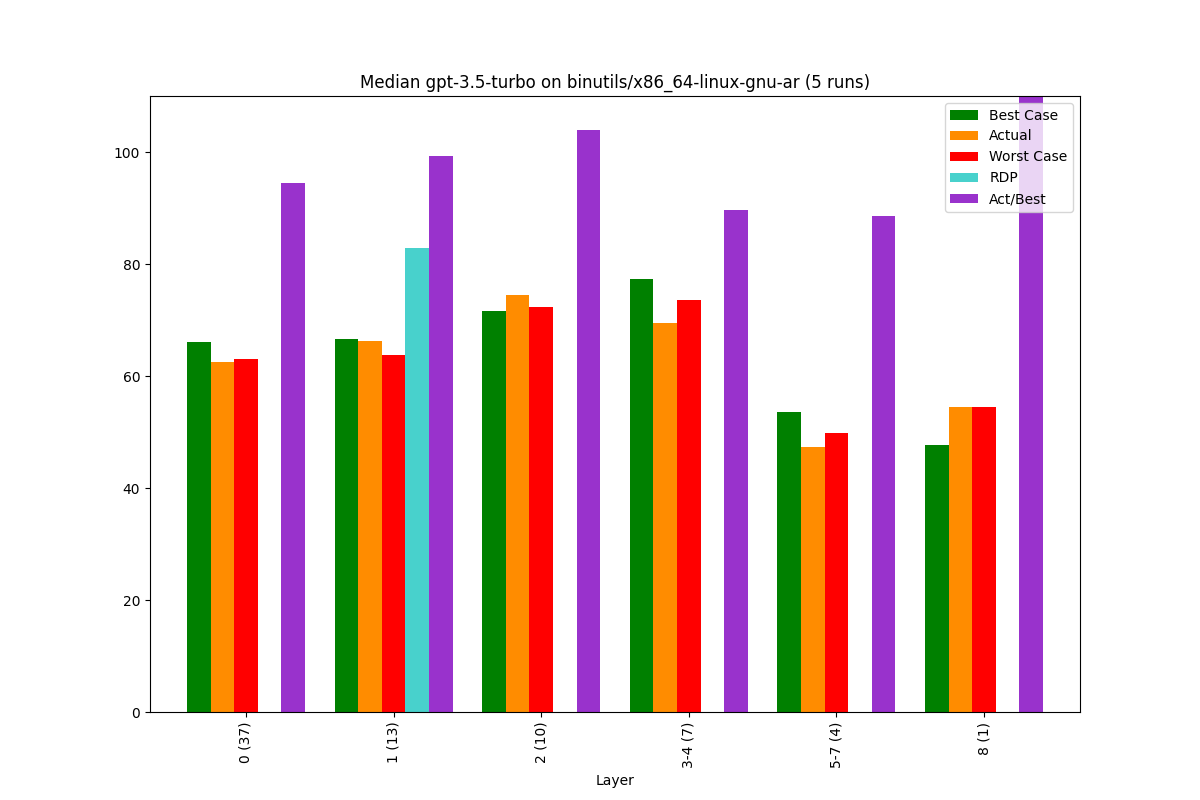 Median gpt-3.5-turbo on binutils/x86_64-linux-gnu-ar (5 runs)
Best Case
Actual
Worst Case
RDP
Act/Best
100
80
60
40
20
0
0 (37)
1 (13)
2 (10)
3-4 (7)
5-7 (4)
8 (1)
Layer